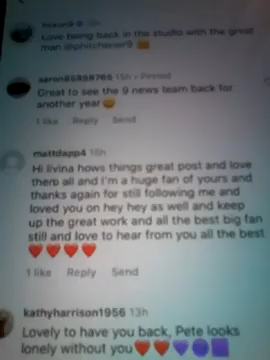 Love being back in the studio with the great
man @phitchener9
aaron85898766 15h • Pinned
Great to see the 9 news team back for
another year 😀
1 like Reply Send
mattdapp4 16h
Hi livina hows things great post and love
them all and i'm a huge fan of yours and
thanks again for still following me and
loved you on hey hey as well and keep
up the great work and all the best big fan
still and love to hear from you all the best
❤️❤️❤️❤️
1 like Reply Send
kathyharrison1956 13h
Lovely to have you back, Pete looks
lonely without you❤️❤️💜